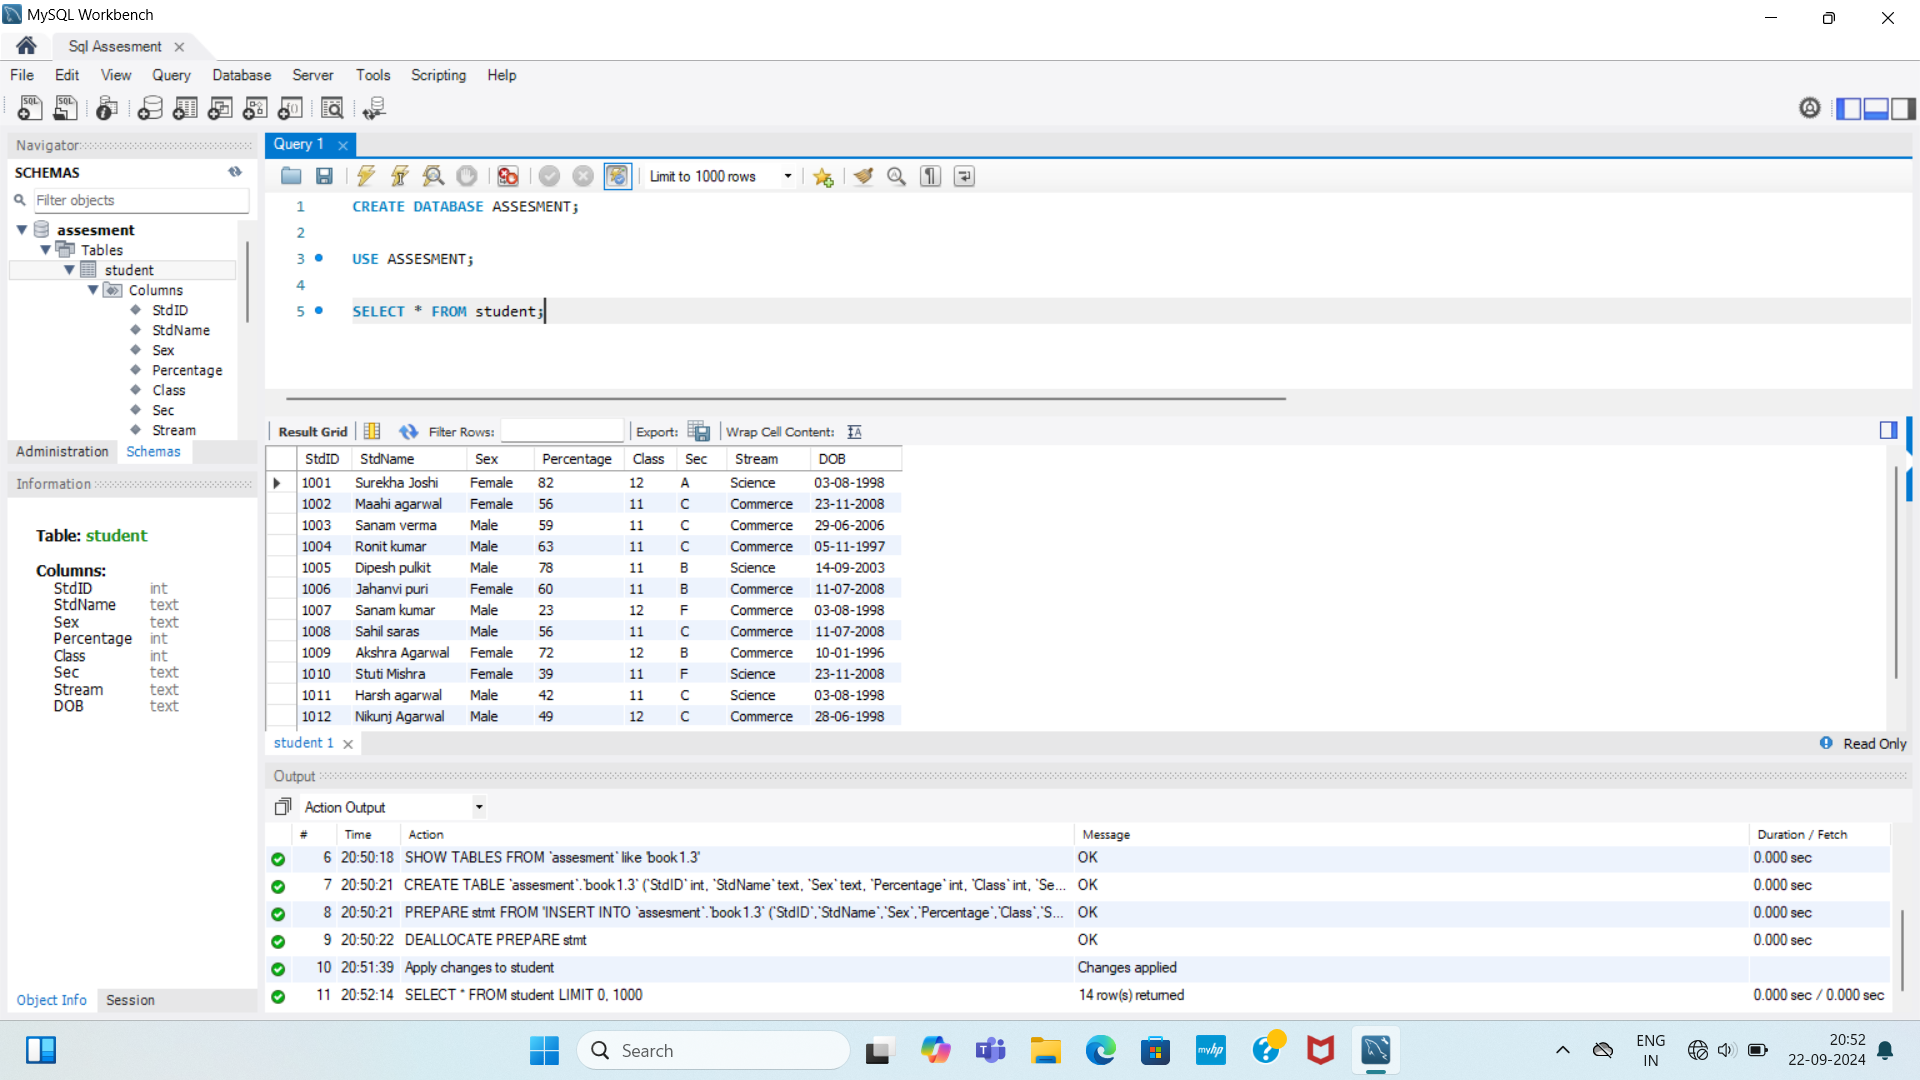 MySQL Workbench
Sql Assesment
File Edit View Query Database Server Tools Scripting Help
Navigator
SCHEMAS
Filter objects
assesment
Tables
student
Columns
StdID
StdName
Sex
Percentage
Class
Sec
Stream
Administration Schemas
Information
Table: student
Columns:
StdID int
StdName text
Sex text
Percentage int
Class int
Sec text
Stream text
DOB text
Object Info Session
Query 1
Limit to 1000 rows
1 CREATE DATABASE ASSESMENT;
2
3 USE ASSESMENT;
4
5 SELECT * FROM student;
Result Grid Filter Rows: Export: Wrap Cell Content:
StdID StdName Sex Percentage Class Sec Stream DOB
1001 Surekha Joshi Female 82 12 A Science 03-08-1998
1002 Maahi agarwal Female 56 11 C Commerce 23-11-2008
1003 Sanam verma Male 59 11 C Commerce 29-06-2006
1004 Ronit kumar Male 63 11 C Commerce 05-11-1997
1005 Dipesh pulkit Male 78 11 B Science 14-09-2003
1006 Jahanvi puri Female 60 11 B Commerce 11-07-2008
1007 Sanam kumar Male 23 12 F Commerce 03-08-1998
1008 Sahil saras Male 56 11 C Commerce 11-07-2008
1009 Akshra Agarwal Female 72 12 B Commerce 10-01-1996
1010 Stuti Mishra Female 39 11 F Science 23-11-2008
1011 Harsh agarwal Male 42 11 C Science 03-08-1998
1012 Nikunj Agarwal Male 49 12 C Commerce 28-06-1998
student 1
Read Only
Output
Action Output
# Time Action Message Duration / Fetch
6 20:50:18 SHOW TABLES FROM `assesment` like 'book1.3' OK 0.000 sec
7 20:50:21 CREATE TABLE `assesment`.`book1.3` (`StdID` int, `StdName` text, `Sex` text, `Percentage` int, `Class` int, `Se... OK 0.000 sec
8 20:50:21 PREPARE stmt FROM 'INSERT INTO `assesment`.`book1.3` (`StdID`,`StdName`,`Sex`,`Percentage`,`Class`,`S... OK 0.000 sec
9 20:50:22 DEALLOCATE PREPARE stmt OK 0.000 sec
10 20:51:39 Apply changes to student Changes applied
11 20:52:14 SELECT * FROM student LIMIT 0, 1000 14 row(s) returned 0.000 sec / 0.000 sec
Search
myhp
ENG
IN
20:52
22-09-2024